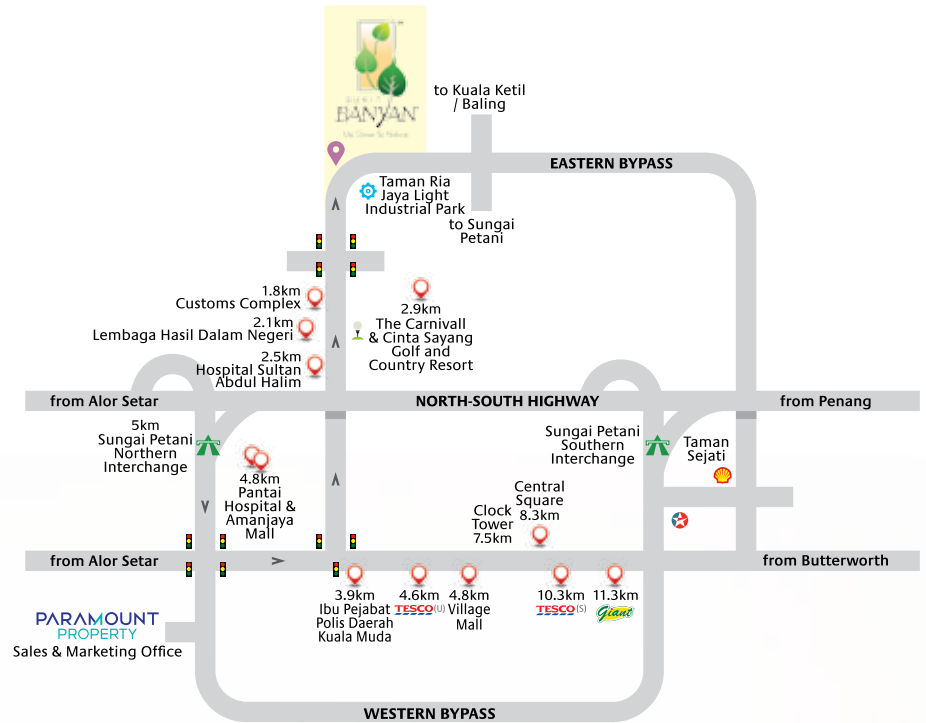 BUKIT
BANYAN
to Kuala Ketil
/ Baling
EASTERN BYPASS
Taman Ria
Jaya Light
Industrial Park
to Sungai
Petani
1.8km
Customs Complex
2.1km
Lembaga Hasil Dalam Negeri
2.5km
Hospital Sultan
Abdul Halim
2.9km
The Carnivall
& Cinta Sayang
Golf and
Country Resort
from Alor Setar
NORTH-SOUTH HIGHWAY
from Penang
5km
Sungai Petani
Northern
Interchange
4.8km
Pantai
Hospital &
Amanjaya
Mall
Sungai Petani
Southern
Interchange
Taman
Sejati
Central
Square
8.3km
Clock
Tower
7.5km
from Alor Setar
from Butterworth
3.9km
Ibu Pejabat
Polis Daerah
Kuala Muda
4.6km
TESCO (U)
4.8km
Village
Mall
10.3km
TESCO (S)
11.3km
Giant
PARAMOUNT
PROPERTY
Sales & Marketing Office
WESTERN BYPASS